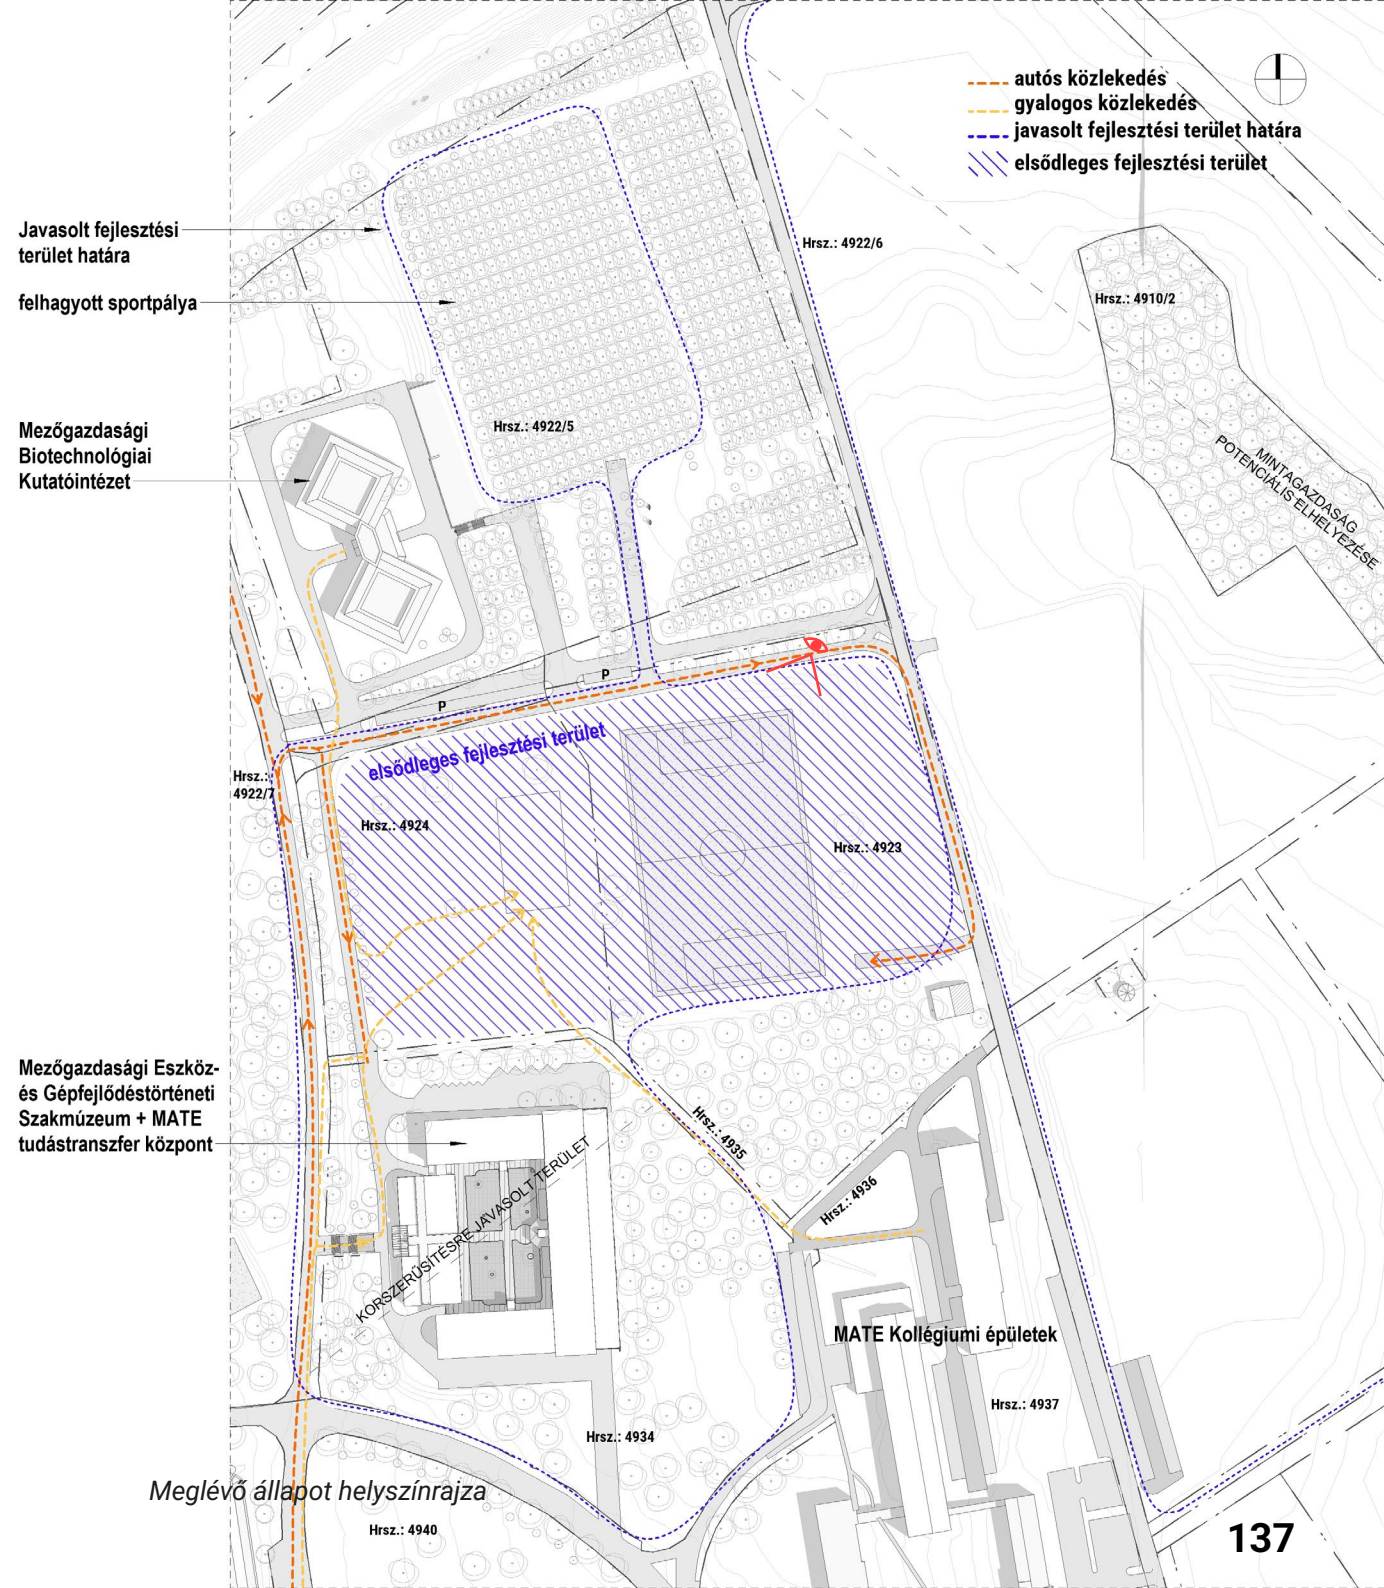 autós közlekedés
gyalogos közlekedés
javasolt fejlesztési terület határa
elsődleges fejlesztési terület
Javasolt fejlesztési
terület határa
Hrsz.: 4922/6
felhagyott sportpálya
Hrsz.: 4910/2
Mezőgazdasági
Biotechnológiai
Kutatóintézet
Hrsz.: 4922/5
MINTAGAZDASÁG
POTENCIÁLIS ELHELYEZÉSE
P
P
elsődleges fejlesztési terület
Hrsz.:
4922/7
Hrsz.: 4924
Hrsz.: 4923
Mezőgazdasági Eszköz-
és Gépfejlődéstörténeti
Szakmúzeum + MATE
tudástranszfer központ
Hrsz.: 4935
KORSZERŰSÍTÉSRE JAVASOLT TERÜLET
Hrsz.: 4936
MATE Kollégiumi épületek
Hrsz.: 4937
Hrsz.: 4934
Meglévő állapot helyszínrajza
Hrsz.: 4940
137